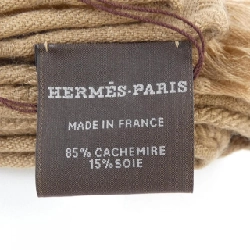 HERMÈS-PARIS
MADE IN FRANCE
85% CACHEMIRE
15% SOIE